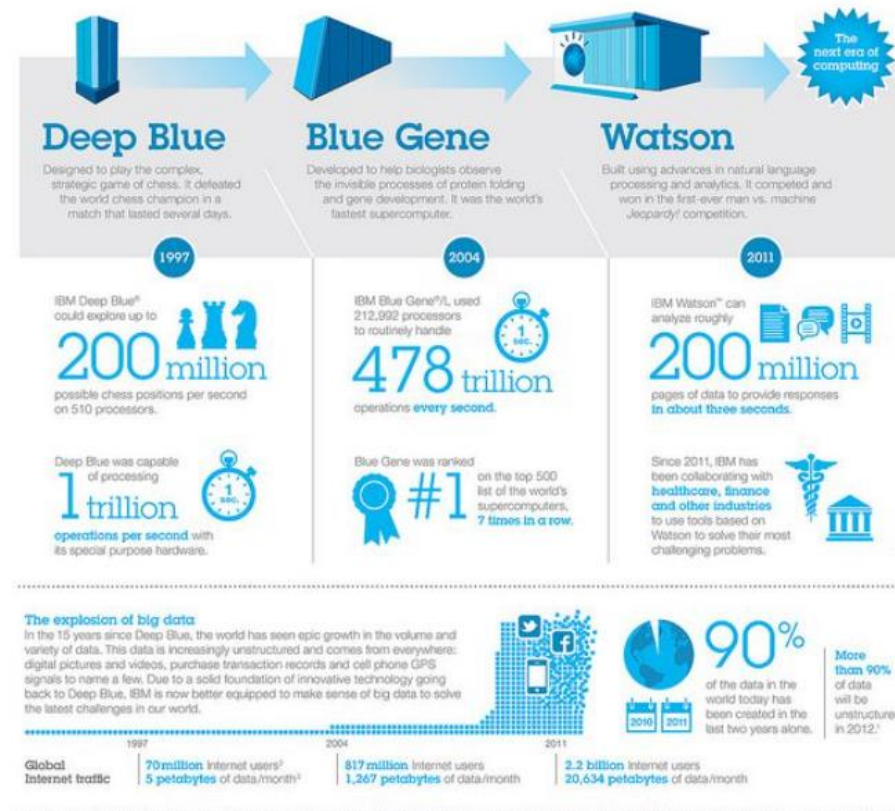 The
next era of
computing
Deep Blue
Designed to play the complex,
strategic game of chess. It defeated
the world chess champion in a
match that lasted several days.
Blue Gene
Developed to help biologists observe
the invisible processes of protein folding
and gene development. It was the world's
fastest supercomputer.
Watson
Built using advances in natural language
processing and analytics. It competed and
won in the first-ever man vs. machine
Jeopardy! competition.
1997
2004
2011
IBM Deep Blue®
could explore up to
200 million
possible chess positions per second
on 510 processors.
IBM Blue Gene®/L used
212,992 processors
to routinely handle
1
sec.
478 trillion
operations every second.
IBM Watson™ can
analyze roughly
200 million
pages of data to provide responses
in about three seconds.
Deep Blue was capable
of processing
1 trillion
1
sec.
operations per second with
its special purpose hardware.
Blue Gene was ranked
#1
on the top 500
list of the world's
supercomputers,
7 times in a row.
Since 2011, IBM has
been collaborating with
healthcare, finance
and other industries
to use tools based on
Watson to solve their most
challenging problems.
The explosion of big data
In the 15 years since Deep Blue, the world has seen epic growth in the volume and
variety of data. This data is increasingly unstructured and comes from everywhere:
digital pictures and videos, purchase transaction records and cell phone GPS
signals to name a few. Due to a solid foundation of innovative technology going
back to Deep Blue, IBM is now better equipped to make sense of big data to solve
the latest challenges in our world.
1997
2004
2011
2010
2011
90%
of the data in the
world today has
been created in the
last two years alone.
More
than 90%
of data
will be
unstructure
in 2012.¹
Global
Internet traffic
70 million Internet users²
5 petabytes of data/month³
817 million Internet users
1,267 petabytes of data/month
2.2 billion Internet users
20,634 petabytes of data/month